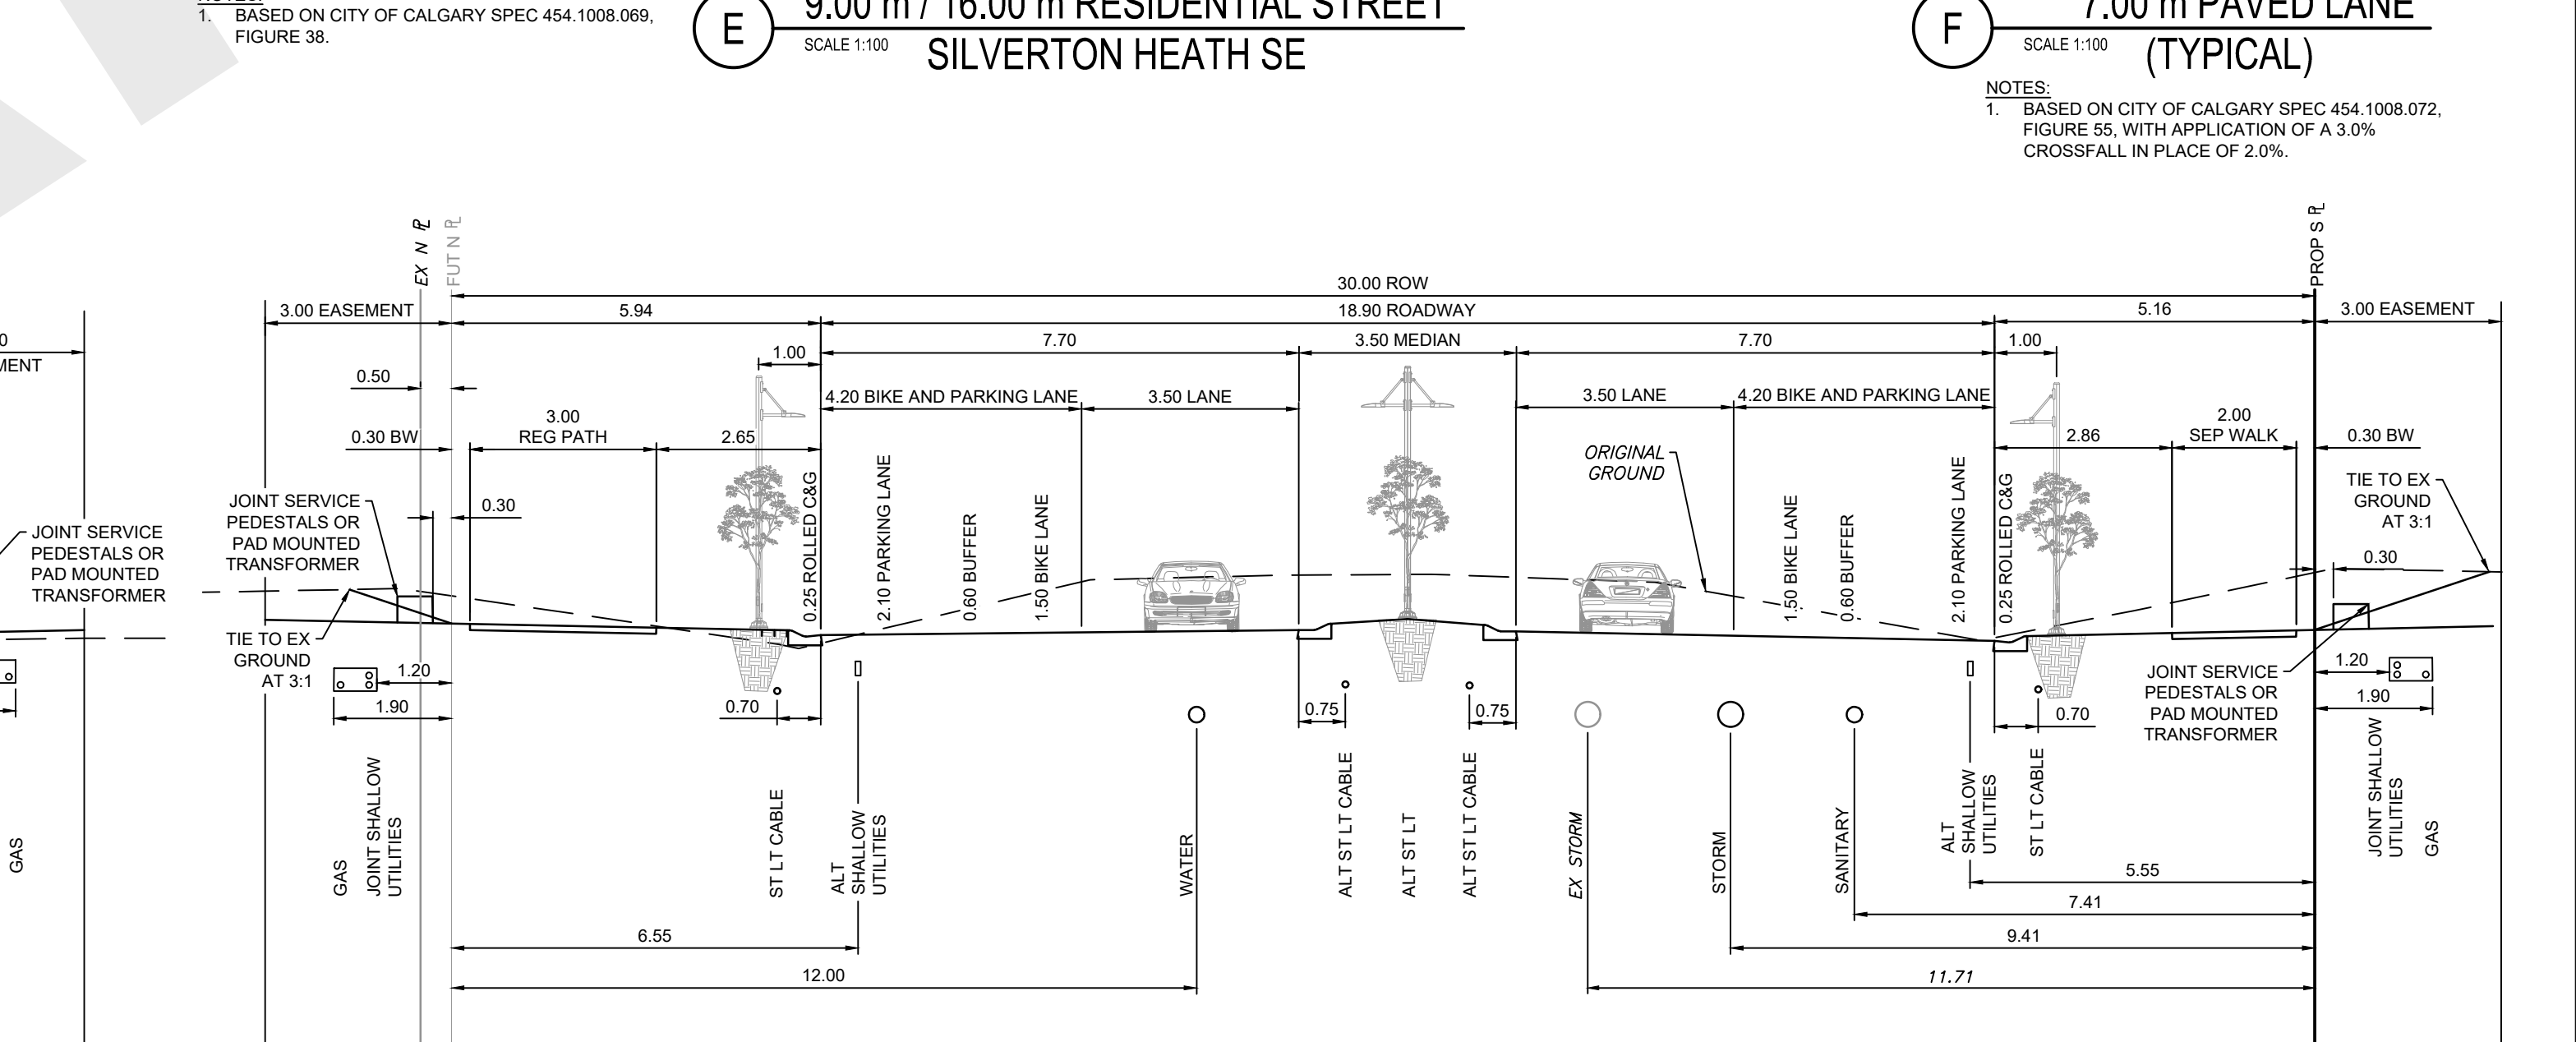 NOTES:
1. BASED ON CITY OF CALGARY SPEC 454.1008.069,
FIGURE 38.
E
9.00 m / 16.00 m RESIDENTIAL STREET
SCALE 1:100
SILVERTON HEATH SE
F
7.00 m PAVED LANE
SCALE 1:100
(TYPICAL)
NOTES:
1. BASED ON CITY OF CALGARY SPEC 454.1008.072,
FIGURE 55, WITH APPLICATION OF A 3.0%
CROSSFALL IN PLACE OF 2.0%.
EX N PL
FUT N PL
PROP S PL
30.00 ROW
3.00 EASEMENT
5.94
18.90 ROADWAY
5.16
3.00 EASEMENT
0
MENT
7.70
3.50 MEDIAN
7.70
1.00
1.00
0.50
4.20 BIKE AND PARKING LANE
3.50 LANE
3.50 LANE
4.20 BIKE AND PARKING LANE
0.30 BW
3.00
REG PATH
2.65
2.86
2.00
SEP WALK
0.30 BW
ORIGINAL
GROUND
0.25 ROLLED C&G
2.10 PARKING LANE
0.60 BUFFER
1.50 BIKE LANE
1.50 BIKE LANE
0.60 BUFFER
2.10 PARKING LANE
0.25 ROLLED C&G
JOINT SERVICE
PEDESTALS OR
PAD MOUNTED
TRANSFORMER
JOINT SERVICE
PEDESTALS OR
PAD MOUNTED
TRANSFORMER
0.30
TIE TO EX
GROUND
AT 3:1
0.30
TIE TO EX
GROUND
AT 3:1
1.20
1.90
0.70
0.75
0.75
0.70
1.20
1.90
JOINT SERVICE
PEDESTALS OR
PAD MOUNTED
TRANSFORMER
GAS
GAS
JOINT SHALLOW
UTILITIES
ST LT CABLE
ALT
SHALLOW
UTILITIES
WATER
ALT ST LT CABLE
ALT ST LT
ALT ST LT CABLE
EX STORM
STORM
SANITARY
ALT
SHALLOW
UTILITIES
ST LT CABLE
JOINT SHALLOW
UTILITIES
GAS
5.55
7.41
6.55
9.41
12.00
11.71